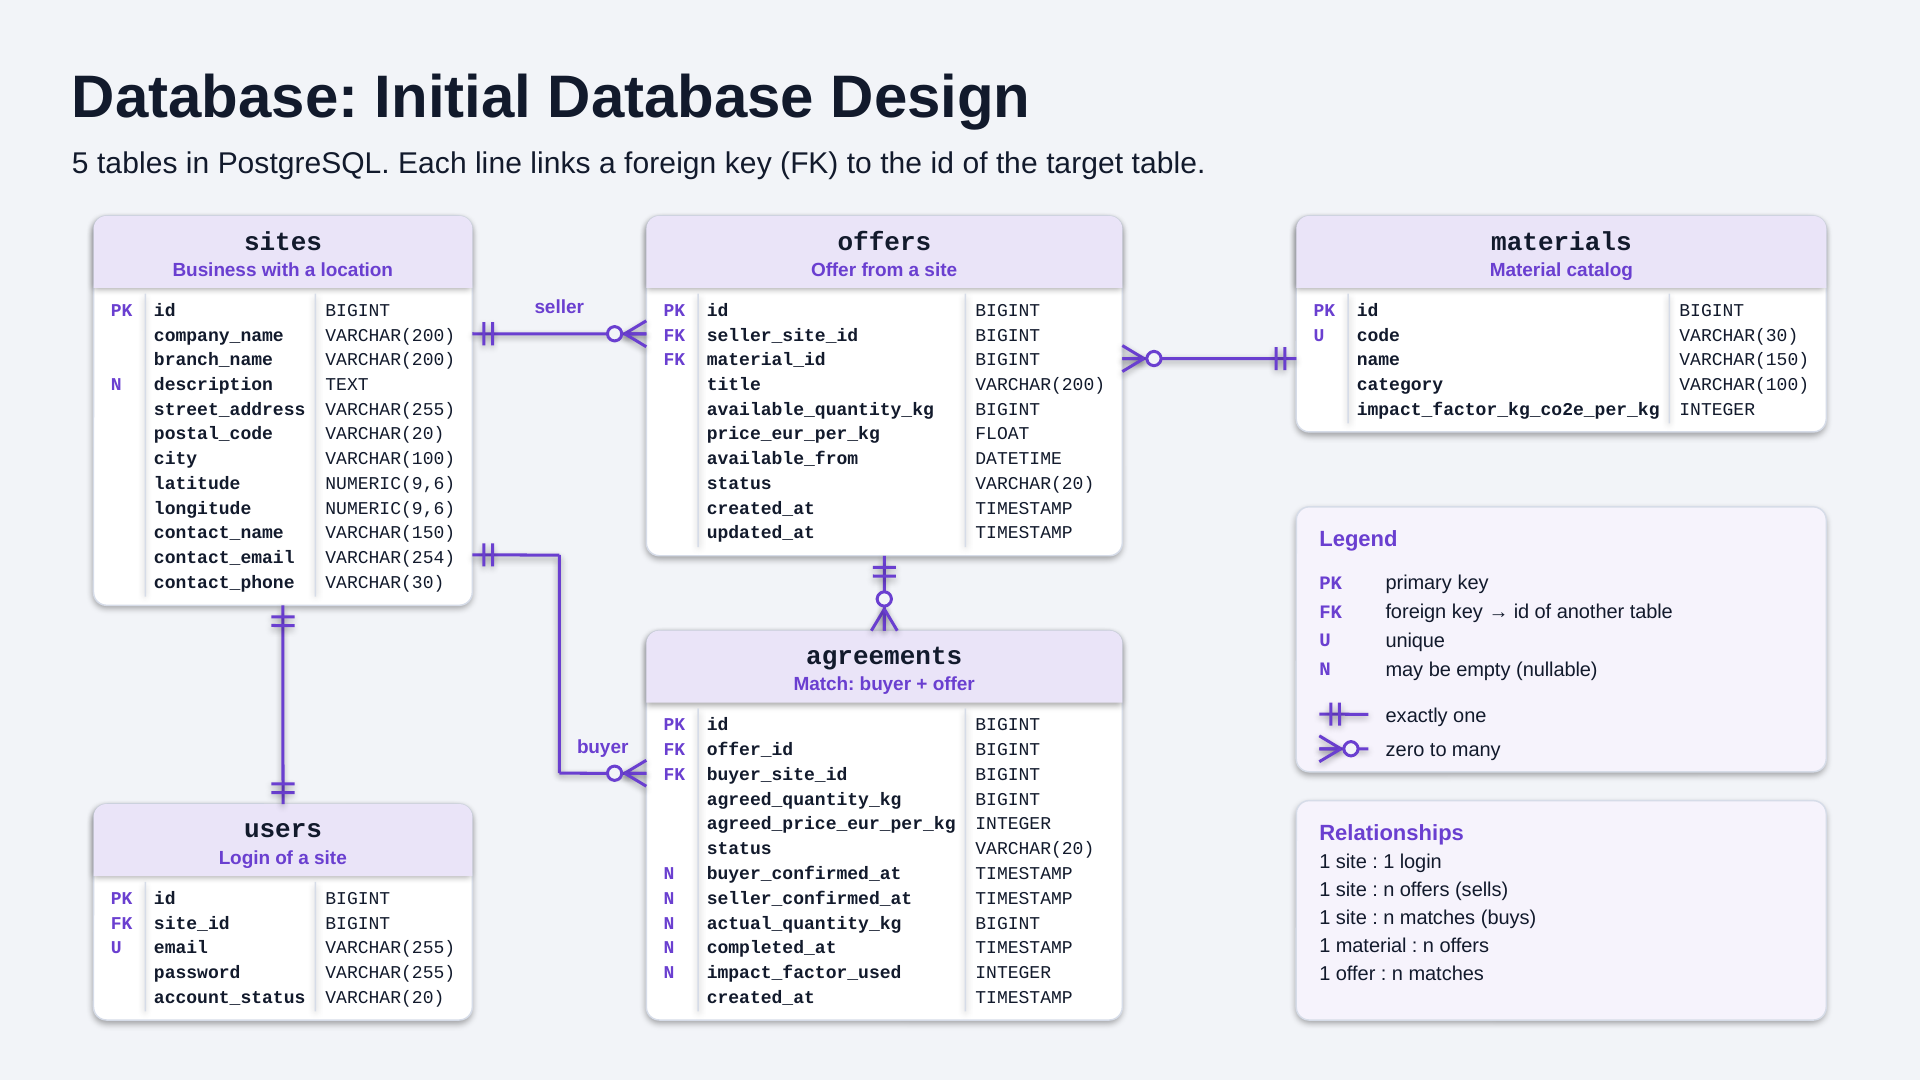 Database: Initial Database Design
5 tables in PostgreSQL. Each line links a foreign key (FK) to the id of the target table.
sites
Business with a location
PK id BIGINT
company_name VARCHAR(200)
branch_name VARCHAR(200)
N description TEXT
street_address VARCHAR(255)
postal_code VARCHAR(20)
city VARCHAR(100)
latitude NUMERIC(9,6)
longitude NUMERIC(9,6)
contact_name VARCHAR(150)
contact_email VARCHAR(254)
contact_phone VARCHAR(30)
seller
offers
Offer from a site
PK id BIGINT
FK seller_site_id BIGINT
FK material_id BIGINT
title VARCHAR(200)
available_quantity_kg BIGINT
price_eur_per_kg FLOAT
available_from DATETIME
status VARCHAR(20)
created_at TIMESTAMP
updated_at TIMESTAMP
materials
Material catalog
PK id BIGINT
U code VARCHAR(30)
name VARCHAR(150)
category VARCHAR(100)
impact_factor_kg_co2e_per_kg INTEGER
users
Login of a site
PK id BIGINT
FK site_id BIGINT
U email VARCHAR(255)
password VARCHAR(255)
account_status VARCHAR(20)
buyer
agreements
Match: buyer + offer
PK id BIGINT
FK offer_id BIGINT
FK buyer_site_id BIGINT
agreed_quantity_kg BIGINT
agreed_price_eur_per_kg INTEGER
status VARCHAR(20)
N buyer_confirmed_at TIMESTAMP
N seller_confirmed_at TIMESTAMP
N actual_quantity_kg BIGINT
N completed_at TIMESTAMP
N impact_factor_used INTEGER
created_at TIMESTAMP
Legend
PK primary key
FK foreign key → id of another table
U unique
N may be empty (nullable)
exactly one
zero to many
Relationships
1 site : 1 login
1 site : n offers (sells)
1 site : n matches (buys)
1 material : n offers
1 offer : n matches